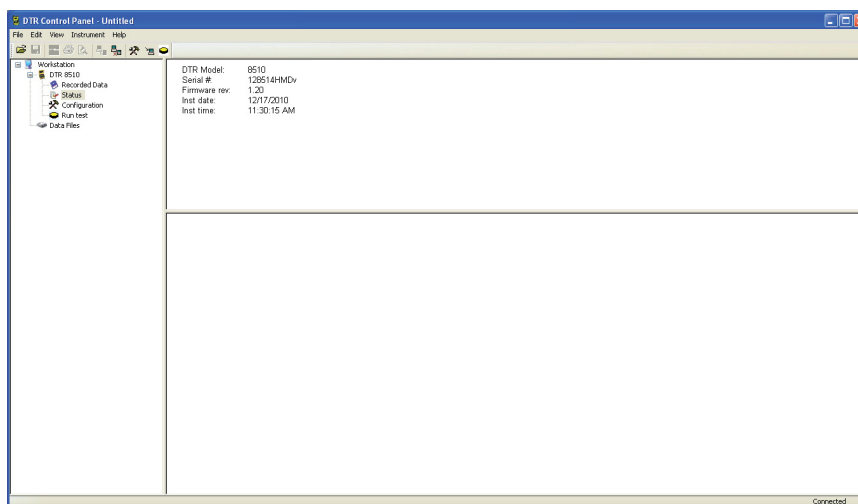 DTR Control Panel - Untitled
File Edit View Instrument Help
Workstation
DTR 8510
Recorded Data
Status
Configuration
Run test
Data Files
DTR Model: 8510
Serial #: 128514HMDv
Firmware rev: 1.20
Inst date: 12/17/2010
Inst time: 11:30:15 AM
Connected